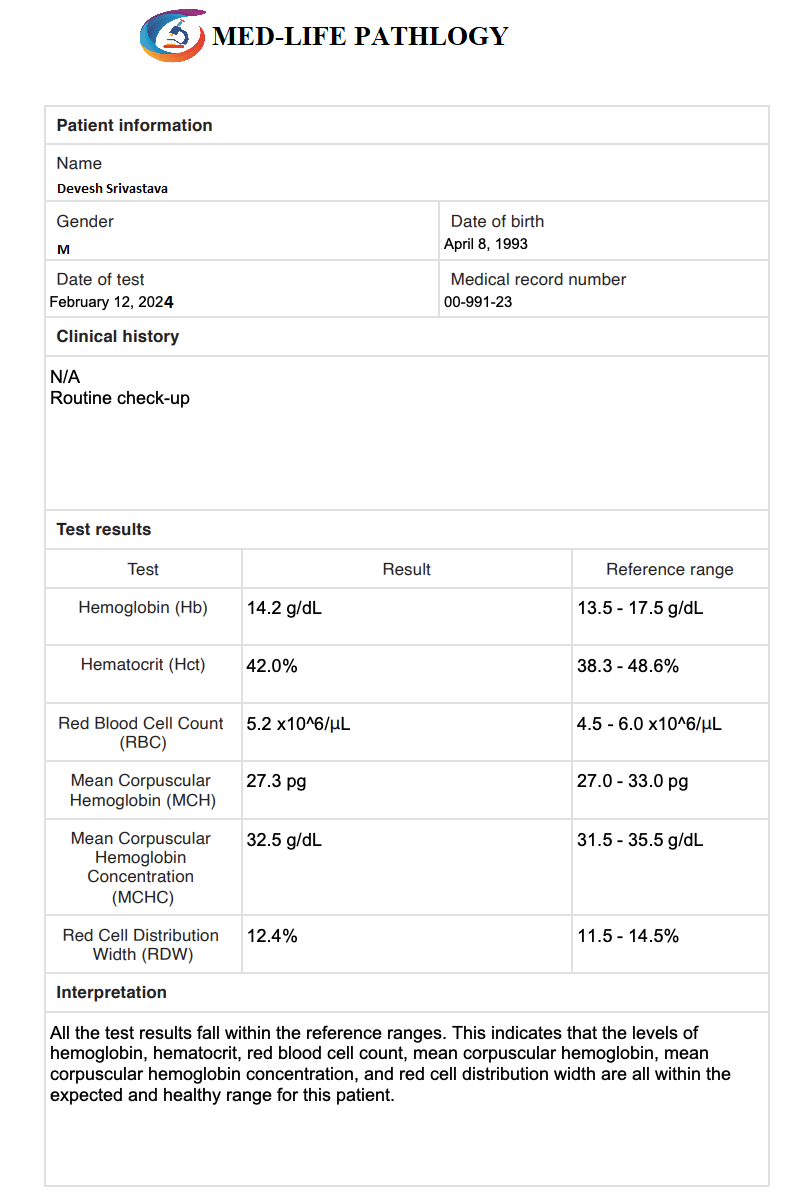 MED-LIFE PATHLOGY
Patient information
Name
Devesh Srivastava
Gender
M
Date of birth
April 8, 1993
Date of test
February 12, 2024
Medical record number
00-991-23
Clinical history
N/A
Routine check-up
Test results
Test Result Reference range
Hemoglobin (Hb) 14.2 g/dL 13.5 - 17.5 g/dL
Hematocrit (Hct) 42.0% 38.3 - 48.6%
Red Blood Cell Count 5.2 x10^6/µL 4.5 - 6.0 x10^6/µL
(RBC)
Mean Corpuscular 27.3 pg 27.0 - 33.0 pg
Hemoglobin (MCH)
Mean Corpuscular 32.5 g/dL 31.5 - 35.5 g/dL
Hemoglobin
Concentration
(MCHC)
Red Cell Distribution 12.4% 11.5 - 14.5%
Width (RDW)
Interpretation
All the test results fall within the reference ranges. This indicates that the levels of
hemoglobin, hematocrit, red blood cell count, mean corpuscular hemoglobin, mean
corpuscular hemoglobin concentration, and red cell distribution width are all within the
expected and healthy range for this patient.